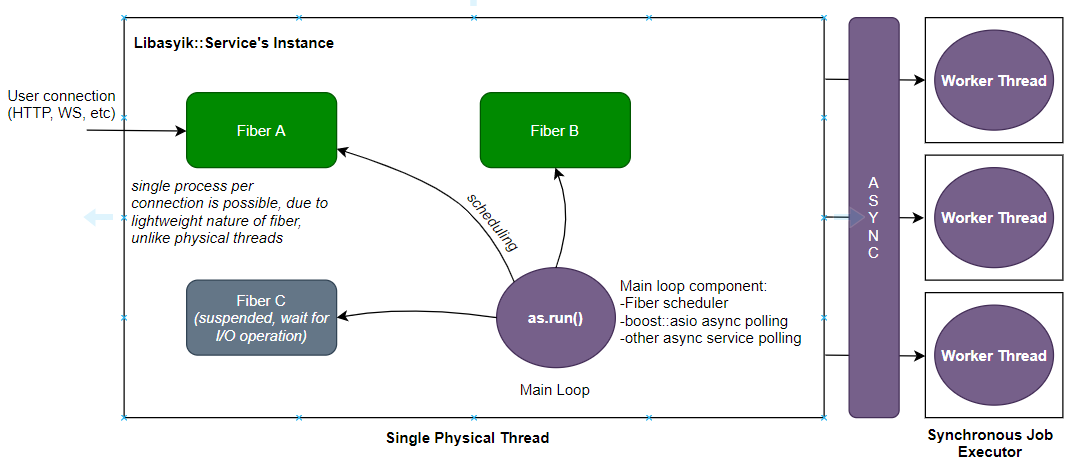 Libasyik::Service's Instance
User connection
(HTTP, WS, etc)
Fiber A
Fiber B
single process per
connection is possible, due to
lightweight nature of fiber,
unlike physical threads
scheduling
Fiber C
(suspended, wait for
I/O operation)
as.run()
Main loop component:
-Fiber scheduler
-boost::asio async polling
-other async service polling
Main Loop
Single Physical Thread
A
S
Y
N
C
Worker Thread
Worker Thread
Worker Thread
Synchronous Job
Executor